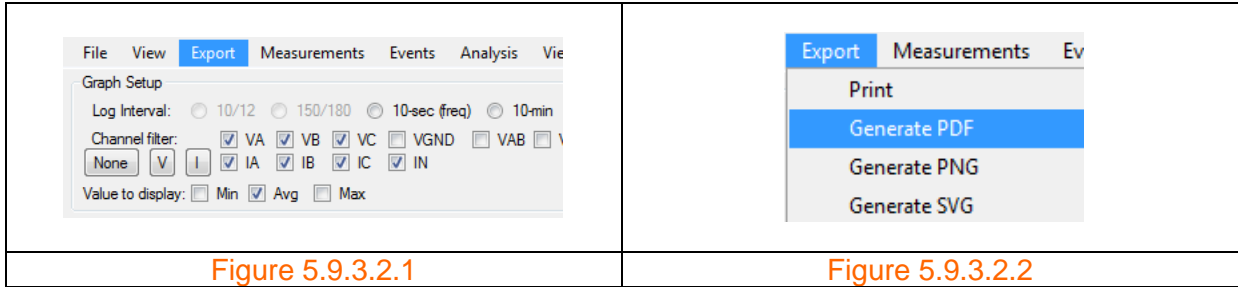 File View Export Measurements Events Analysis Vie
Graph Setup
Log Interval: 10/12 150/180 10-sec (freq) 10-min
Channel filter: VA VB VC VGND VAB
None V I IA IB IC IN
Value to display: Min Avg Max
Figure 5.9.3.2.1
Export Measurements Ev
Print
Generate PDF
Generate PNG
Generate SVG
Figure 5.9.3.2.2